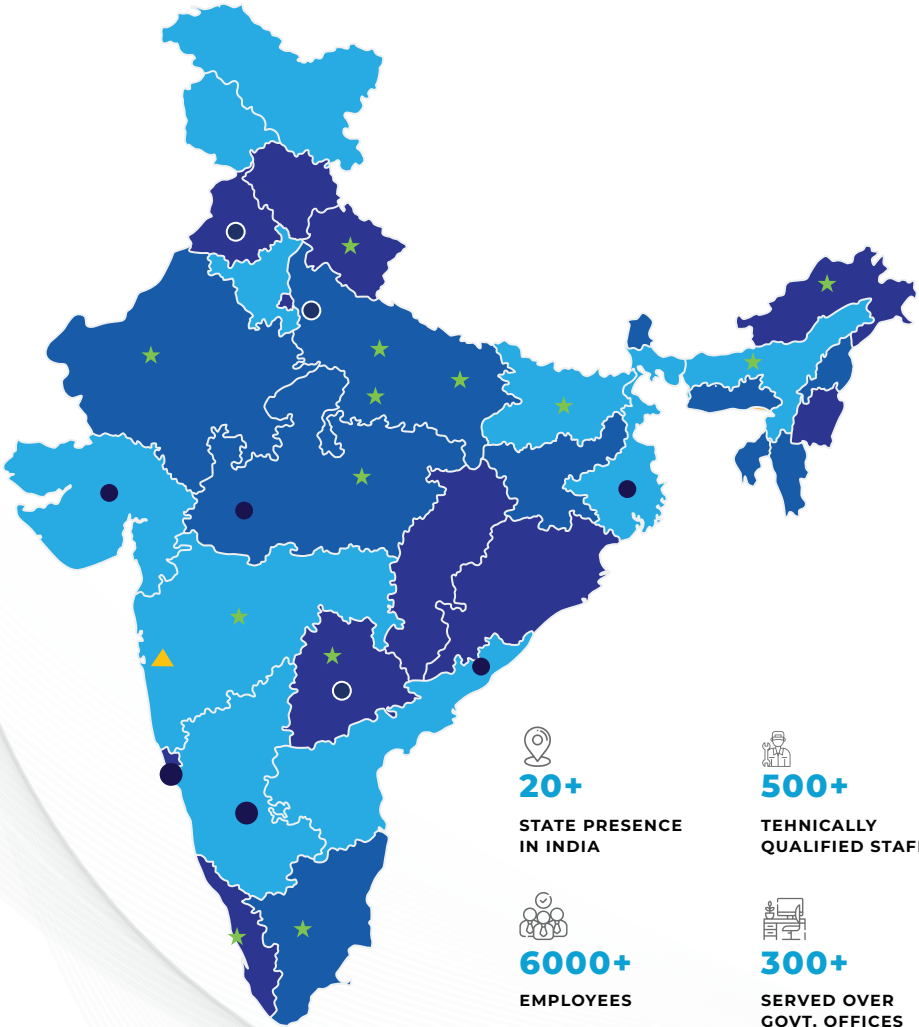 20+
STATE PRESENCE
IN INDIA
500+
TEHNICALLY
QUALIFIED STAF
6000+
EMPLOYEES
300+
SERVED OVER
GOVT. OFFICES